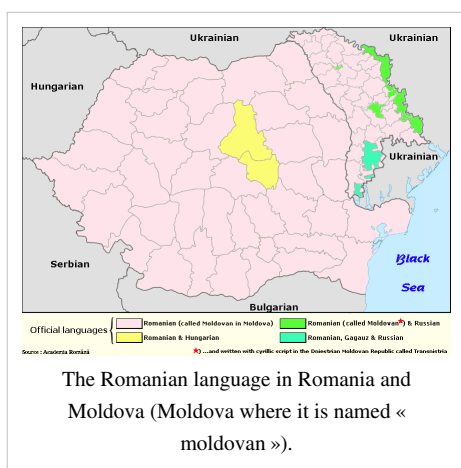 Ukrainian
Ukrainian
Hungarian
Ukrainian
Serbian
Black
Sea
Bulgarian
Official languages
Romanian (called Moldovan in Moldova)
Romanian (called Moldovan*) & Russian
Romanian & Hungarian
Romanian, Gagauz & Russian
Source : Academia Română
*) ...and written with cyrillic script in the Dniestrian Moldovan Republic called Transnistria
The Romanian language in Romania and
Moldova (Moldova where it is named «
moldovan »).